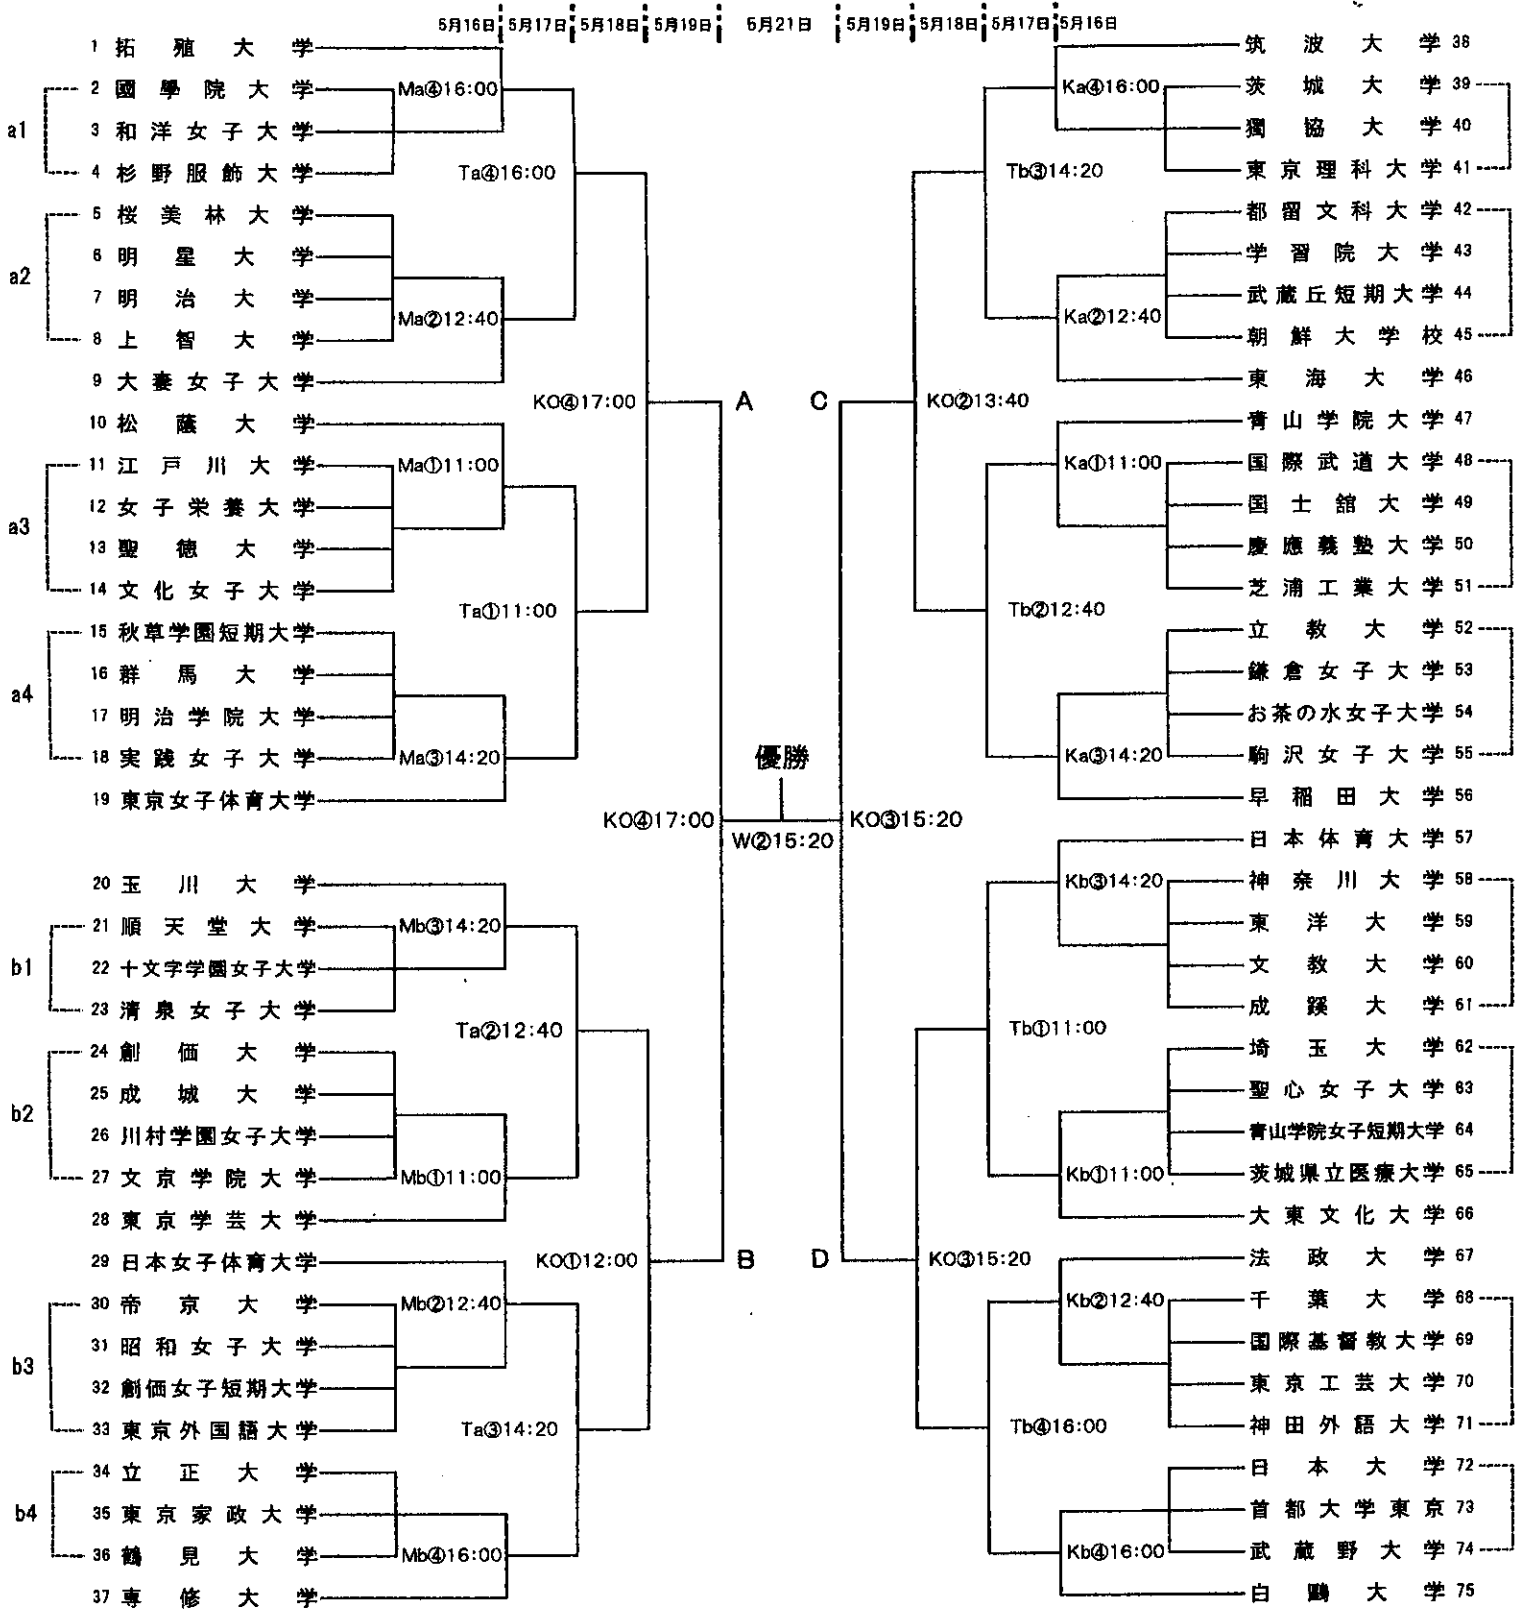 5月16日 5月17日 5月18日 5月19日 5月21日 5月19日 5月18日 5月17日 5月16日
1 拓殖大学
2 國學院大学
3 和洋女子大学
4 杉野服飾大学
5 桜美林大学
6 明星大学
7 明治大学
8 上智大学
9 大妻女子大学
10 松蔭大学
11 江戸川大学
12 女子栄養大学
13 聖徳大学
14 文化女子大学
15 秋草学園短期大学
16 群馬大学
17 明治学院大学
18 実践女子大学
19 東京女子体育大学
20 玉川大学
21 順天堂大学
22 十文字学園女子大学
23 清泉女子大学
24 創価大学
25 成城大学
26 川村学園女子大学
27 文京学院大学
28 東京学芸大学
29 日本女子体育大学
30 帝京大学
31 昭和女子大学
32 創価女子短期大学
33 東京外国語大学
34 立正大学
35 東京家政大学
36 鶴見大学
37 専修大学
a1
a2
a3
a4
b1
b2
b3
b4
Ma④16:00
Ma②12:40
Ma①11:00
Ma③14:20
Mb③14:20
Mb①11:00
Mb②12:40
Mb④16:00
Ta④16:00
Ta①11:00
Ta②12:40
Ta③14:20
KO④17:00
KO①12:00
KO④17:00
A
B
優勝
W②15:20
C
D
KO③15:20
KO②13:40
KO③15:20
Tb③14:20
Tb②12:40
Tb①11:00
Tb④16:00
Ka④16:00
Ka②12:40
Ka①11:00
Ka③14:20
Kb③14:20
Kb①11:00
Kb②12:40
Kb④16:00
筑波大学 38
茨城大学 39
獨協大学 40
東京理科大学 41
都留文科大学 42
学習院大学 43
武蔵丘短期大学 44
朝鮮大学校 45
東海大学 46
青山学院大学 47
国際武道大学 48
国士舘大学 49
慶應義塾大学 50
芝浦工業大学 51
立教大学 52
鎌倉女子大学 53
お茶の水女子大学 54
駒沢女子大学 55
早稲田大学 56
日本体育大学 57
神奈川大学 58
東洋大学 59
文教大学 60
成蹊大学 61
埼玉大学 62
聖心女子大学 63
青山学院女子短期大学 64
茨城県立医療大学 65
大東文化大学 66
法政大学 67
千葉大学 68
国際基督教大学 69
東京工芸大学 70
神田外語大学 71
日本大学 72
首都大学東京 73
武蔵野大学 74
白鷗大学 75